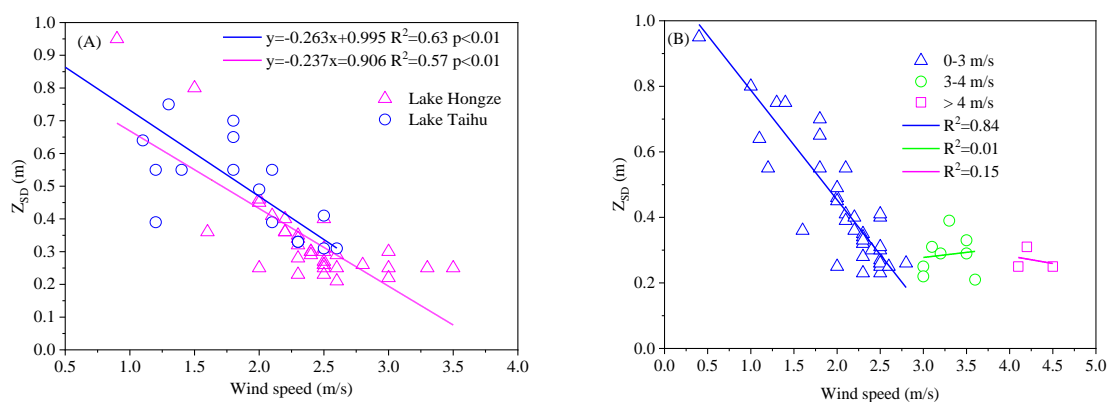 (A)
y=-0.263x+0.995 R²=0.63 p<0.01
y=-0.237x=0.906 R²=0.57 p<0.01
Lake Hongze
Lake Taihu
1.0
0.9
0.8
0.7
0.6
0.5
0.4
0.3
0.2
0.1
0.0
Z_SD (m)
0.5 1.0 1.5 2.0 2.5 3.0 3.5 4.0
Wind speed (m/s)
(B)
0-3 m/s
3-4 m/s
> 4 m/s
R²=0.84
R²=0.01
R²=0.15
1.0
0.8
0.6
0.4
0.2
0.0
Z_SD (m)
0.0 0.5 1.0 1.5 2.0 2.5 3.0 3.5 4.0 4.5 5.0
Wind speed (m/s)